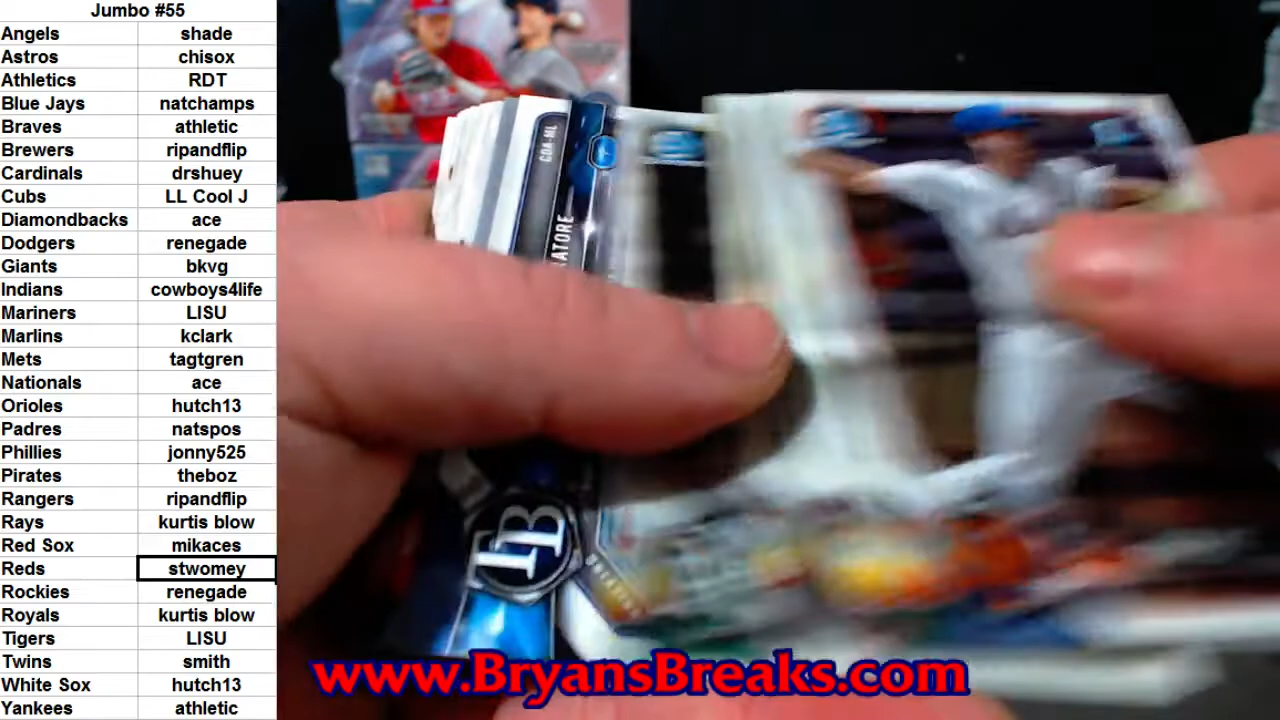 Jumbo #55
Angels shade
Astros chisox
Athletics RDT
Blue Jays natchamps
Braves athletic
Brewers ripandflip
Cardinals drshuey
Cubs LL Cool J
Diamondbacks ace
Dodgers renegade
Giants bkvg
Indians cowboys4life
Mariners LISU
Marlins kclark
Mets tagtgren
Nationals ace
Orioles hutch13
Padres natspos
Phillies jonny525
Pirates theboz
Rangers ripandflip
Rays kurtis blow
Red Sox mikaces
Reds stwomey
Rockies renegade
Royals kurtis blow
Tigers LISU
Twins smith
White Sox hutch13
Yankees athletic
CDA-ML
ATORE
www.BryansBreaks.com